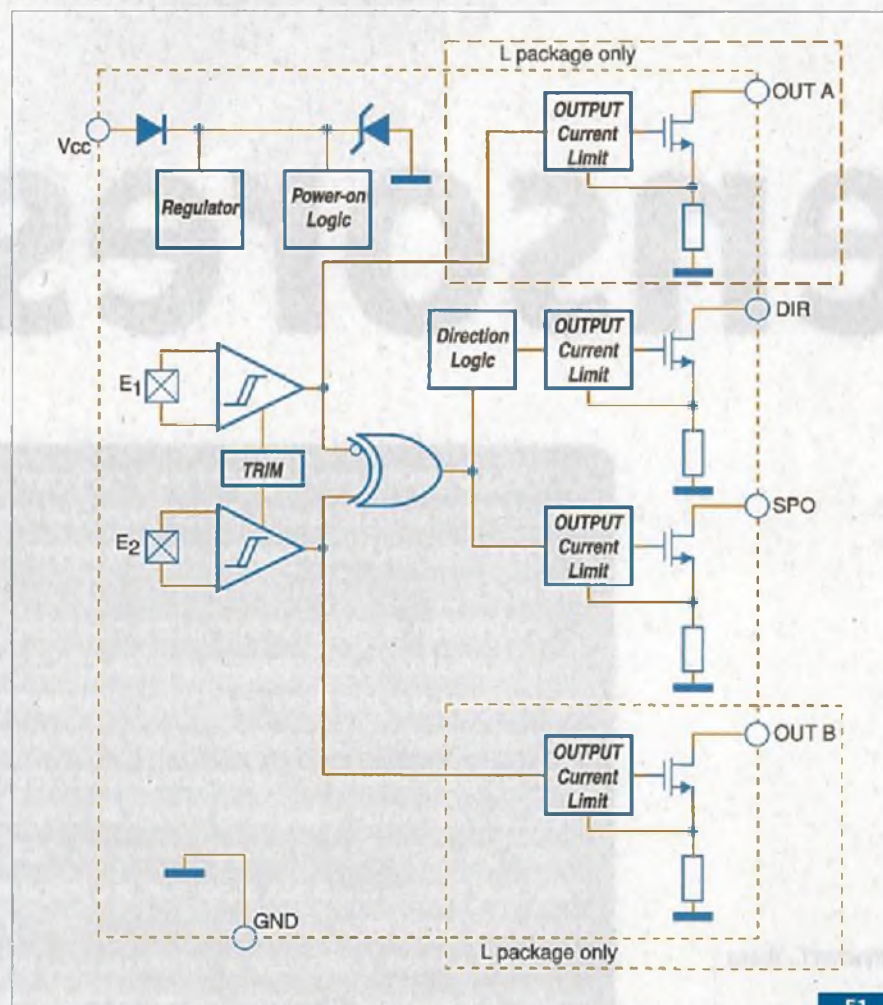 L package only
OUT A
OUTPUT
Current
Limit
Vcc
Regulator
Power-on
Logic
DIR
Direction
Logic
OUTPUT
Current
Limit
E1
TRIM
E2
SPO
OUTPUT
Current
Limit
OUT B
OUTPUT
Current
Limit
GND
L package only
51